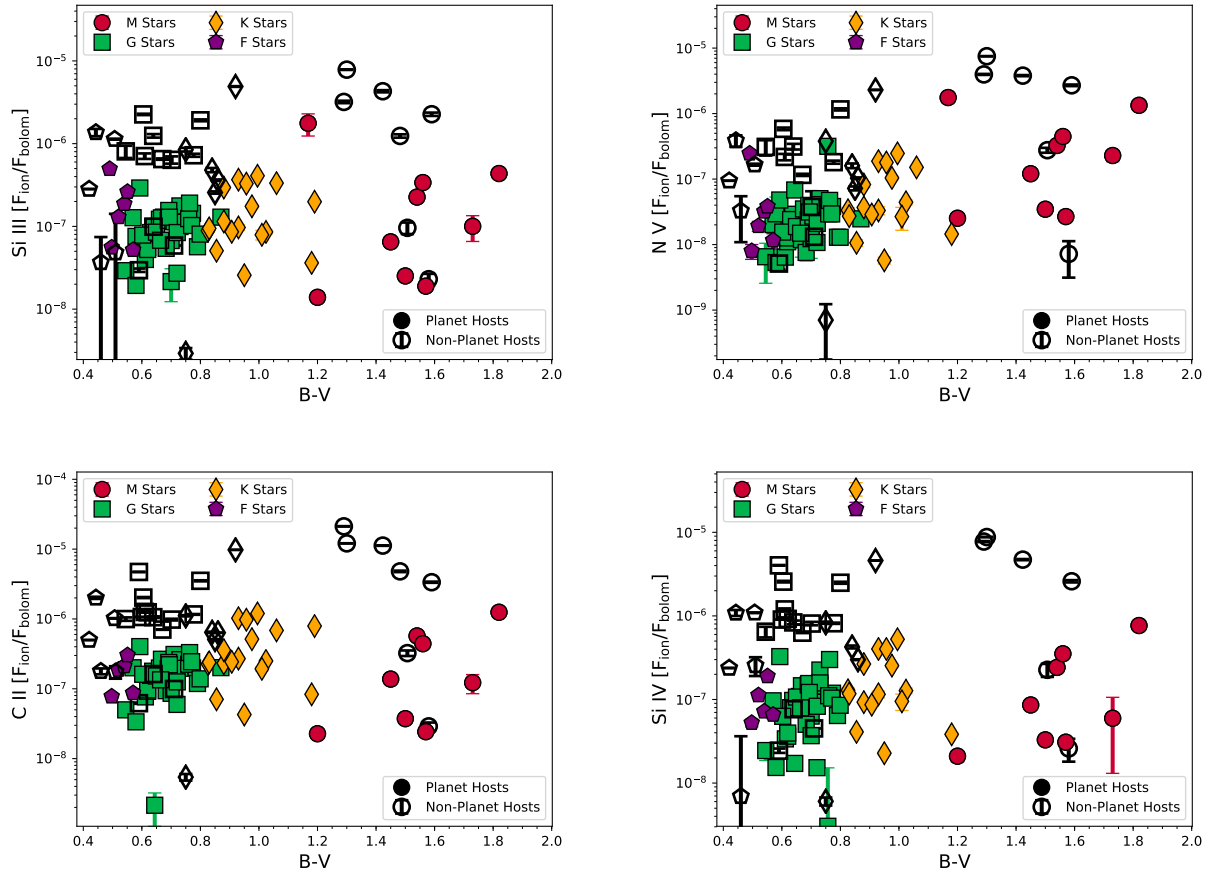 M Stars K Stars
G Stars F Stars
10⁻⁵
10⁻⁶
10⁻⁷
10⁻⁸
Si III [F_ion/F_bolom]
Planet Hosts
Non-Planet Hosts
0.4 0.6 0.8 1.0 1.2 1.4 1.6 1.8 2.0
B-V
M Stars K Stars
G Stars F Stars
10⁻⁵
10⁻⁶
10⁻⁷
10⁻⁸
10⁻⁹
N V [F_ion/F_bolom]
Planet Hosts
Non-Planet Hosts
0.4 0.6 0.8 1.0 1.2 1.4 1.6 1.8 2.0
B-V
M Stars K Stars
G Stars F Stars
10⁻⁴
10⁻⁵
10⁻⁶
10⁻⁷
10⁻⁸
C II [F_ion/F_bolom]
Planet Hosts
Non-Planet Hosts
0.4 0.6 0.8 1.0 1.2 1.4 1.6 1.8 2.0
B-V
M Stars K Stars
G Stars F Stars
10⁻⁵
10⁻⁶
10⁻⁷
10⁻⁸
Si IV [F_ion/F_bolom]
Planet Hosts
Non-Planet Hosts
0.4 0.6 0.8 1.0 1.2 1.4 1.6 1.8 2.0
B-V